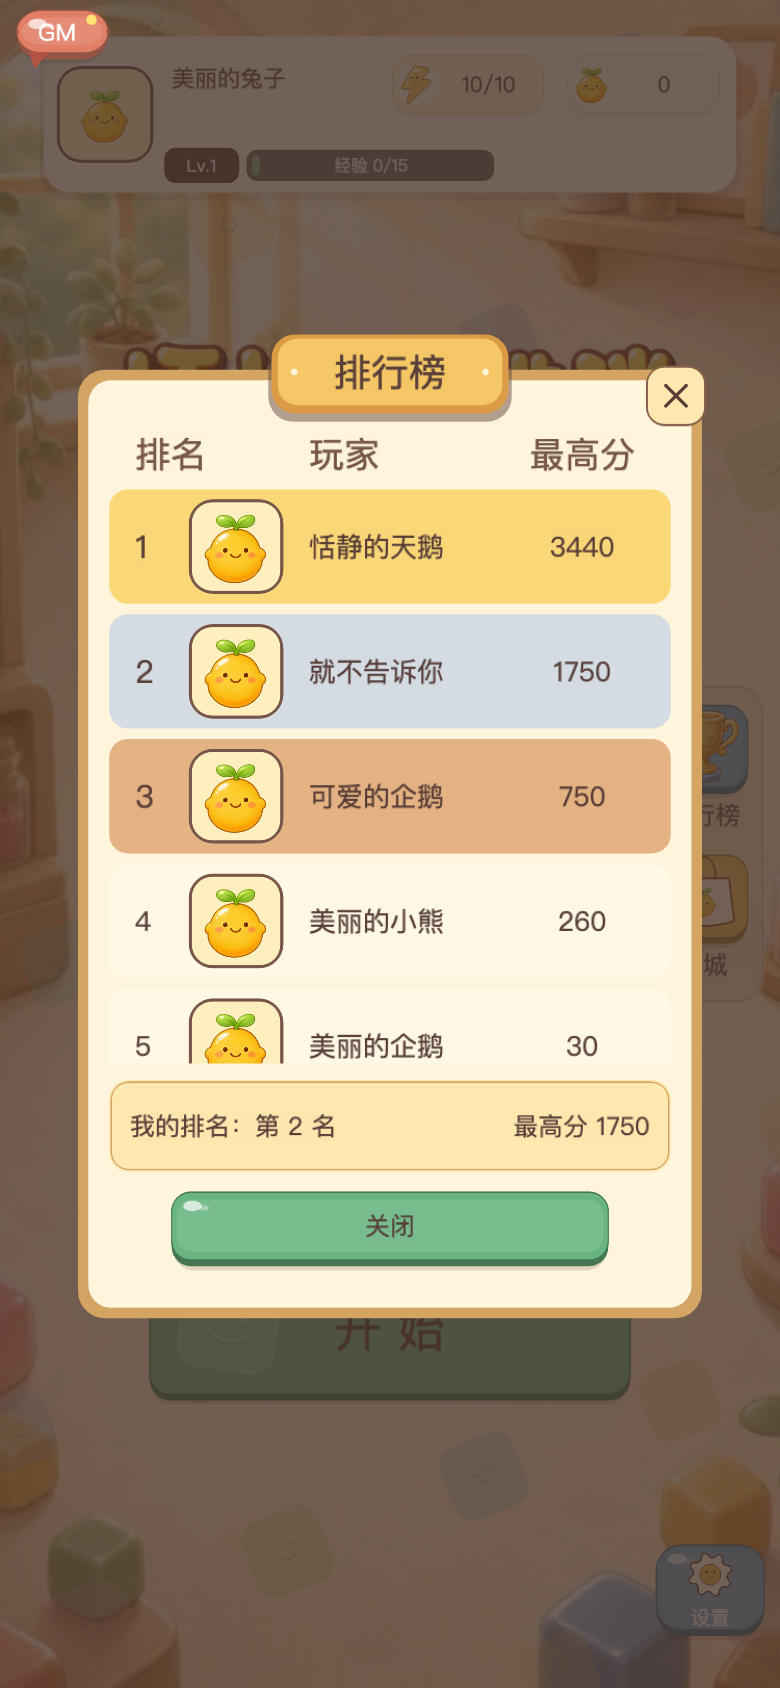 GM
美丽的兔子
10/10
0
Lv.1
经验 0/15
排行榜
排名 玩家 最高分
1 恬静的天鹅 3440
2 就不告诉你 1750
3 可爱的企鹅 750
4 美丽的小熊 260
5 美丽的企鹅 30
行榜
城
我的排名：第 2 名 最高分 1750
关闭
开始
设置